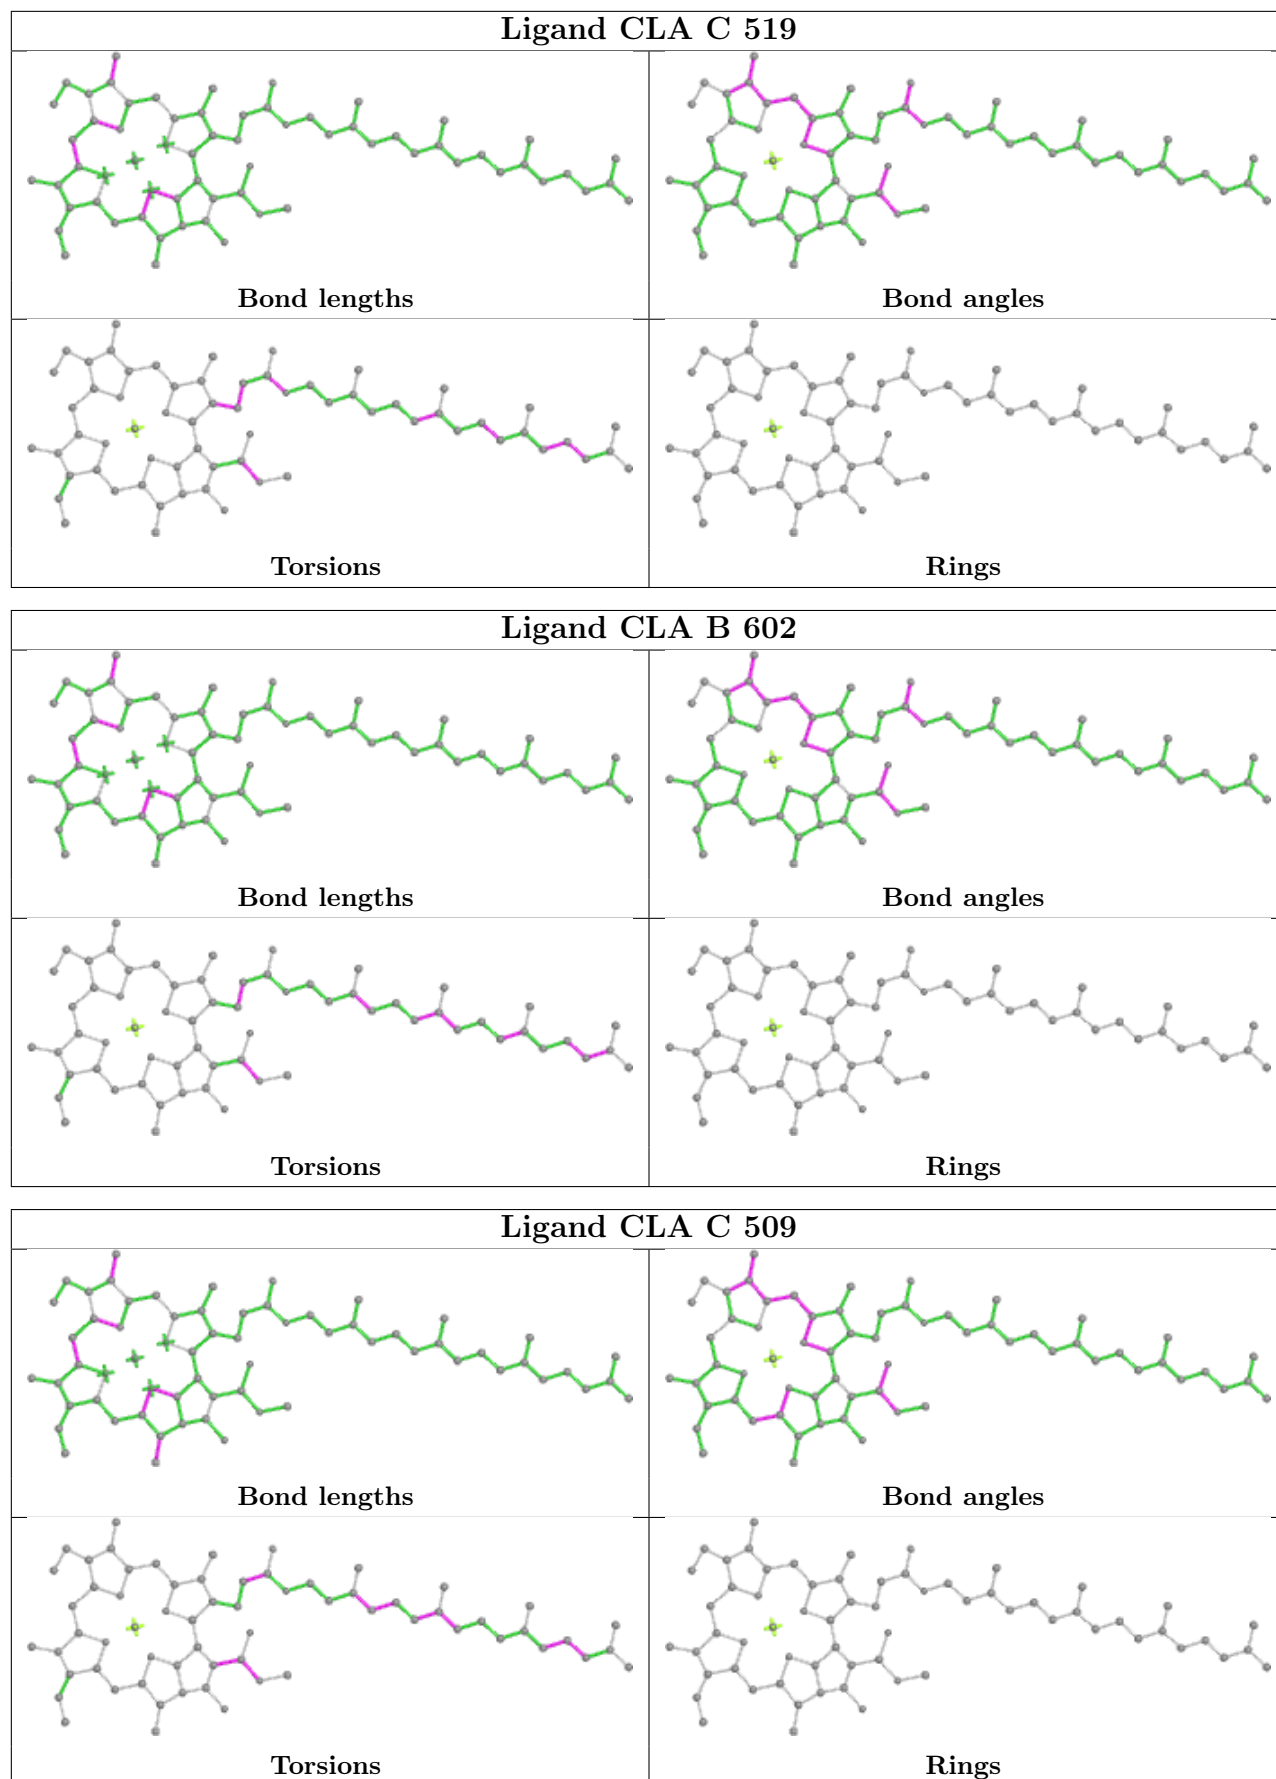 Ligand CLA C 519
Bond lengths
Bond angles
Torsions
Rings
Ligand CLA B 602
Bond lengths
Bond angles
Torsions
Rings
Ligand CLA C 509
Bond lengths
Bond angles
Torsions
Rings